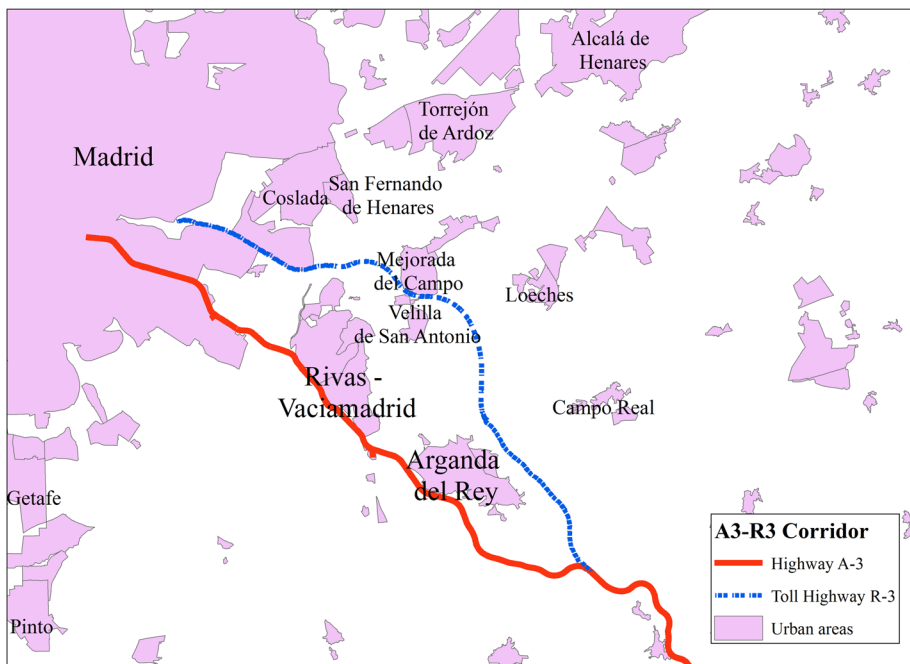 Alcalá de
Henares
Torrejón
de Ardoz
Madrid
San Fernando
de Henares
Coslada
Mejorada
del Campo
Loeches
Velilla
de San Antonio
Rivas -
Vaciamadrid
Campo Real
Arganda
del Rey
Getafe
Pinto
A3-R3 Corridor
Highway A-3
Toll Highway R-3
Urban areas